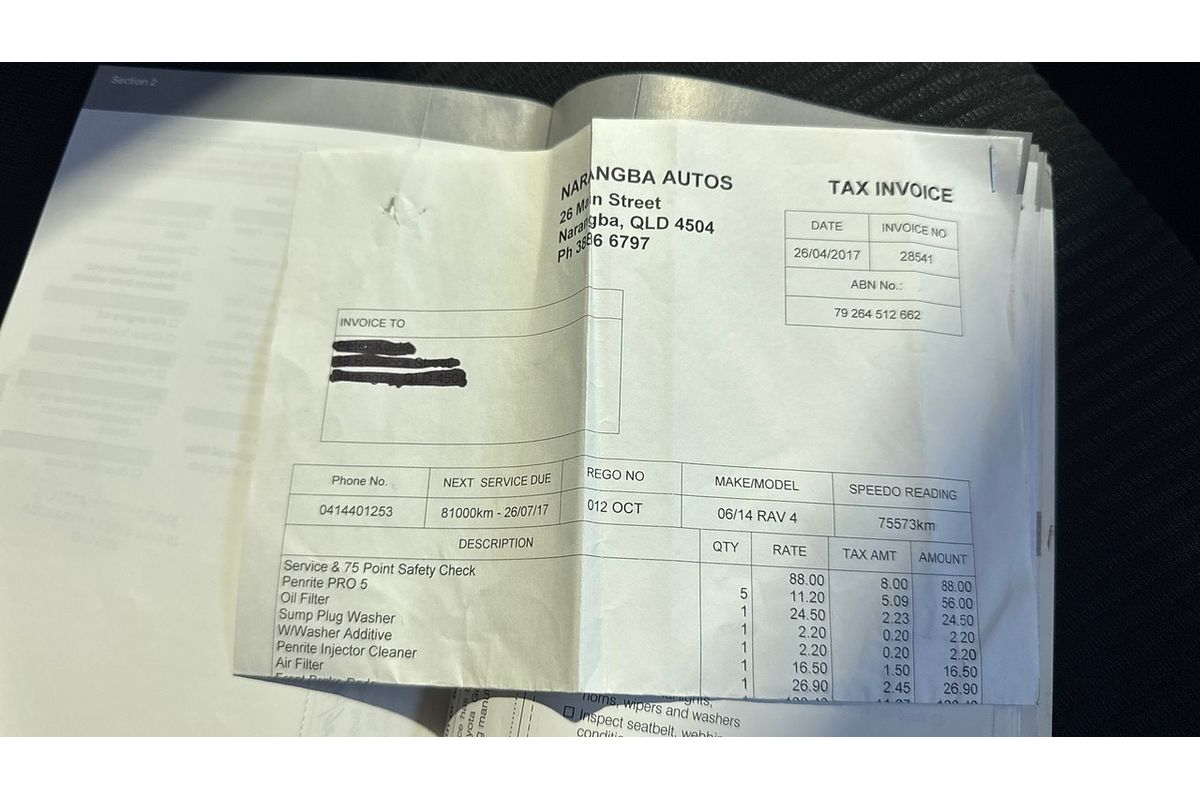 Section 2
NARANGBA AUTOS
26 Main Street
Narangba, QLD 4504
Ph 3886 6797
TAX INVOICE
DATE INVOICE NO
26/04/2017 28541
ABN No.:
79 264 512 662
INVOICE TO
Phone No. NEXT SERVICE DUE REGO NO MAKE/MODEL SPEEDO READING
0414401253 81000km - 26/07/17 012 OCT 06/14 RAV 4 75573km
DESCRIPTION QTY RATE TAX AMT AMOUNT
Service & 75 Point Safety Check 88.00 8.00 88.00
Penrite PRO 5 5 11.20 5.09 56.00
Oil Filter 1 24.50 2.23 24.50
Sump Plug Washer 1 2.20 0.20 2.20
W/Washer Additive 1 2.20 0.20 2.20
Penrite Injector Cleaner 1 16.50 1.50 16.50
Air Filter 1 26.90 2.45 26.90
horns, wipers and washers
Inspect seatbelt,